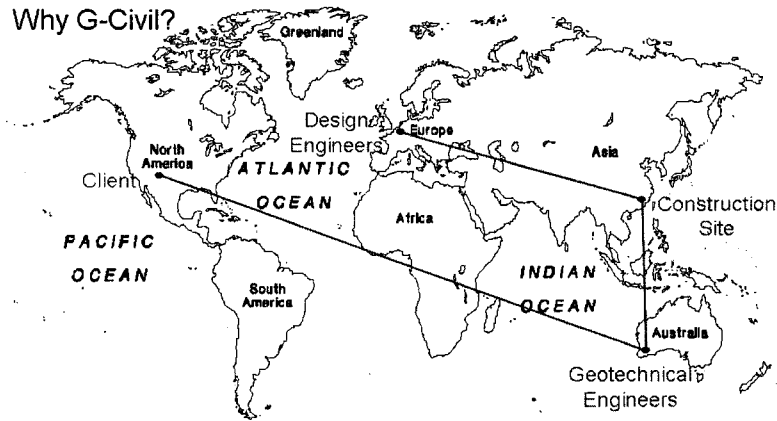 Why G-Civil?
Greenland
Design
Engineers
Europe
Asia
North
America
ATLANTIC
OCEAN
Client
Construction
Site
Africa
PACIFIC
OCEAN
INDIAN
OCEAN
South
America
Australia
Geotechnical
Engineers